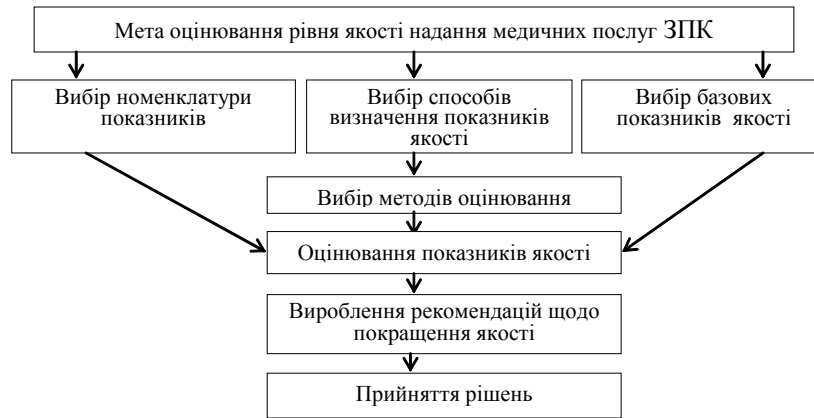 Мета оцінювання рівня якості надання медичних послуг ЗПК
Вибір номенклатури
показників
Вибір способів
визначення показників
якості
Вибір базових
показників якості
Вибір методів оцінювання
Оцінювання показників якості
Вироблення рекомендацій щодо
покращення якості
Прийняття рішень